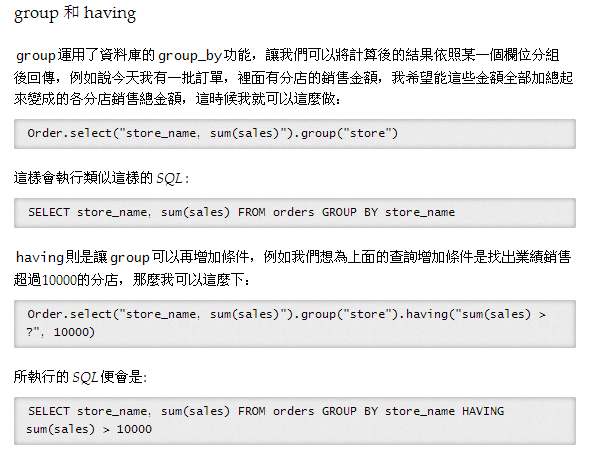 group 和 having
group運用了資料庫的group_by功能，讓我們可以將計算後的結果依照某一個欄位分組
後回傳，例如說今天我有一批訂單，裡面有分店的銷售金額，我希望能這些金額全部加總起
來變成的各分店銷售總金額，這時候我就可以這麼做：
Order.select("store_name, sum(sales)").group("store")
這樣會執行類似這樣的 SQL：
SELECT store_name, sum(sales) FROM orders GROUP BY store_name
having則是讓group可以再增加條件，例如我們想為上面的查詢增加條件是找出業績銷售
超過10000的分店，那麼我可以這麼下：
Order.select("store_name, sum(sales)").group("store").having("sum(sales) >
?", 10000)
所執行的 SQL便會是：
SELECT store_name, sum(sales) FROM orders GROUP BY store_name HAVING
sum(sales) > 10000